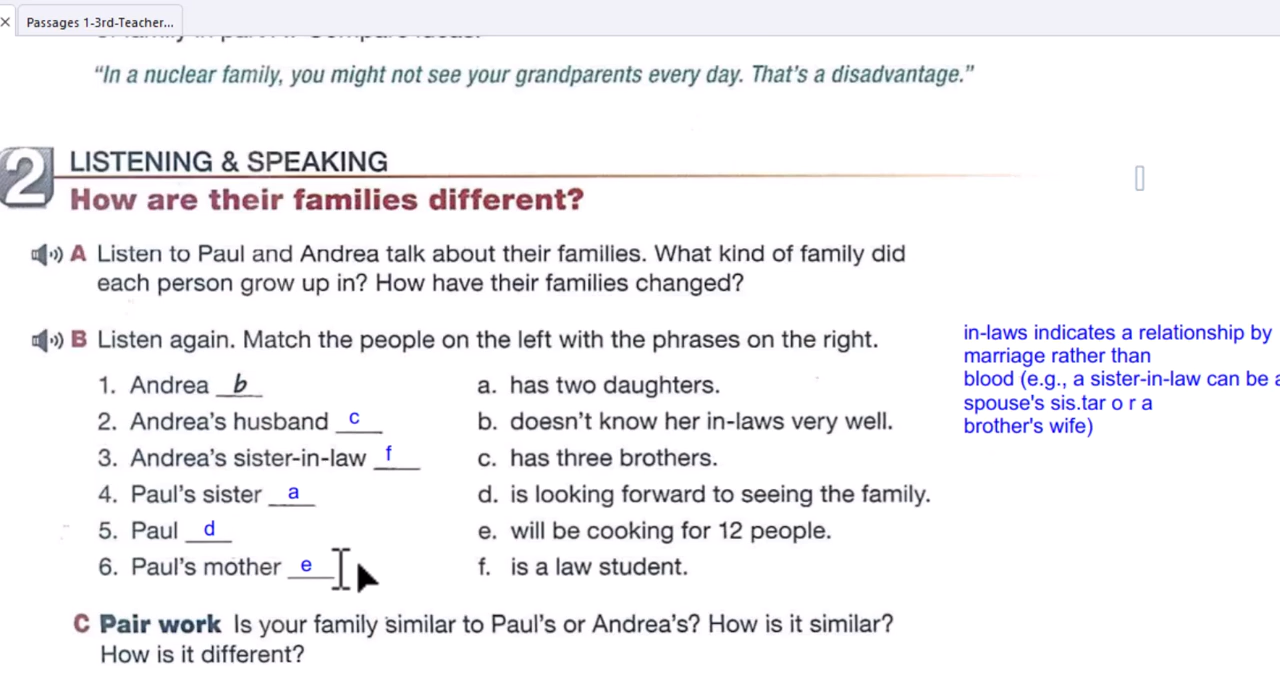 Passages 1-3rd-Teacher...
"In a nuclear family, you might not see your grandparents every day. That's a disadvantage."
2
LISTENING & SPEAKING
How are their families different?
A Listen to Paul and Andrea talk about their families. What kind of family did
each person grow up in? How have their families changed?
B Listen again. Match the people on the left with the phrases on the right.
1. Andrea b
a. has two daughters.
2. Andrea's husband c
b. doesn't know her in-laws very well.
3. Andrea's sister-in-law f
c. has three brothers.
4. Paul's sister a
d. is looking forward to seeing the family.
5. Paul d
e. will be cooking for 12 people.
6. Paul's mother e
f. is a law student.
in-laws indicates a relationship by
marriage rather than
blood (e.g., a sister-in-law can be a
spouse's sis.tar o r a
brother's wife)
C Pair work Is your family similar to Paul's or Andrea's? How is it similar?
How is it different?